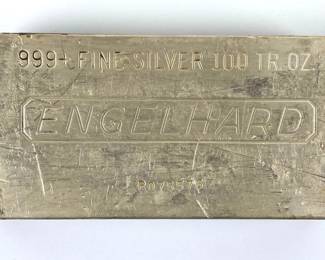 999+ FINE SILVER 100 TR. OZ
ENGELHARD